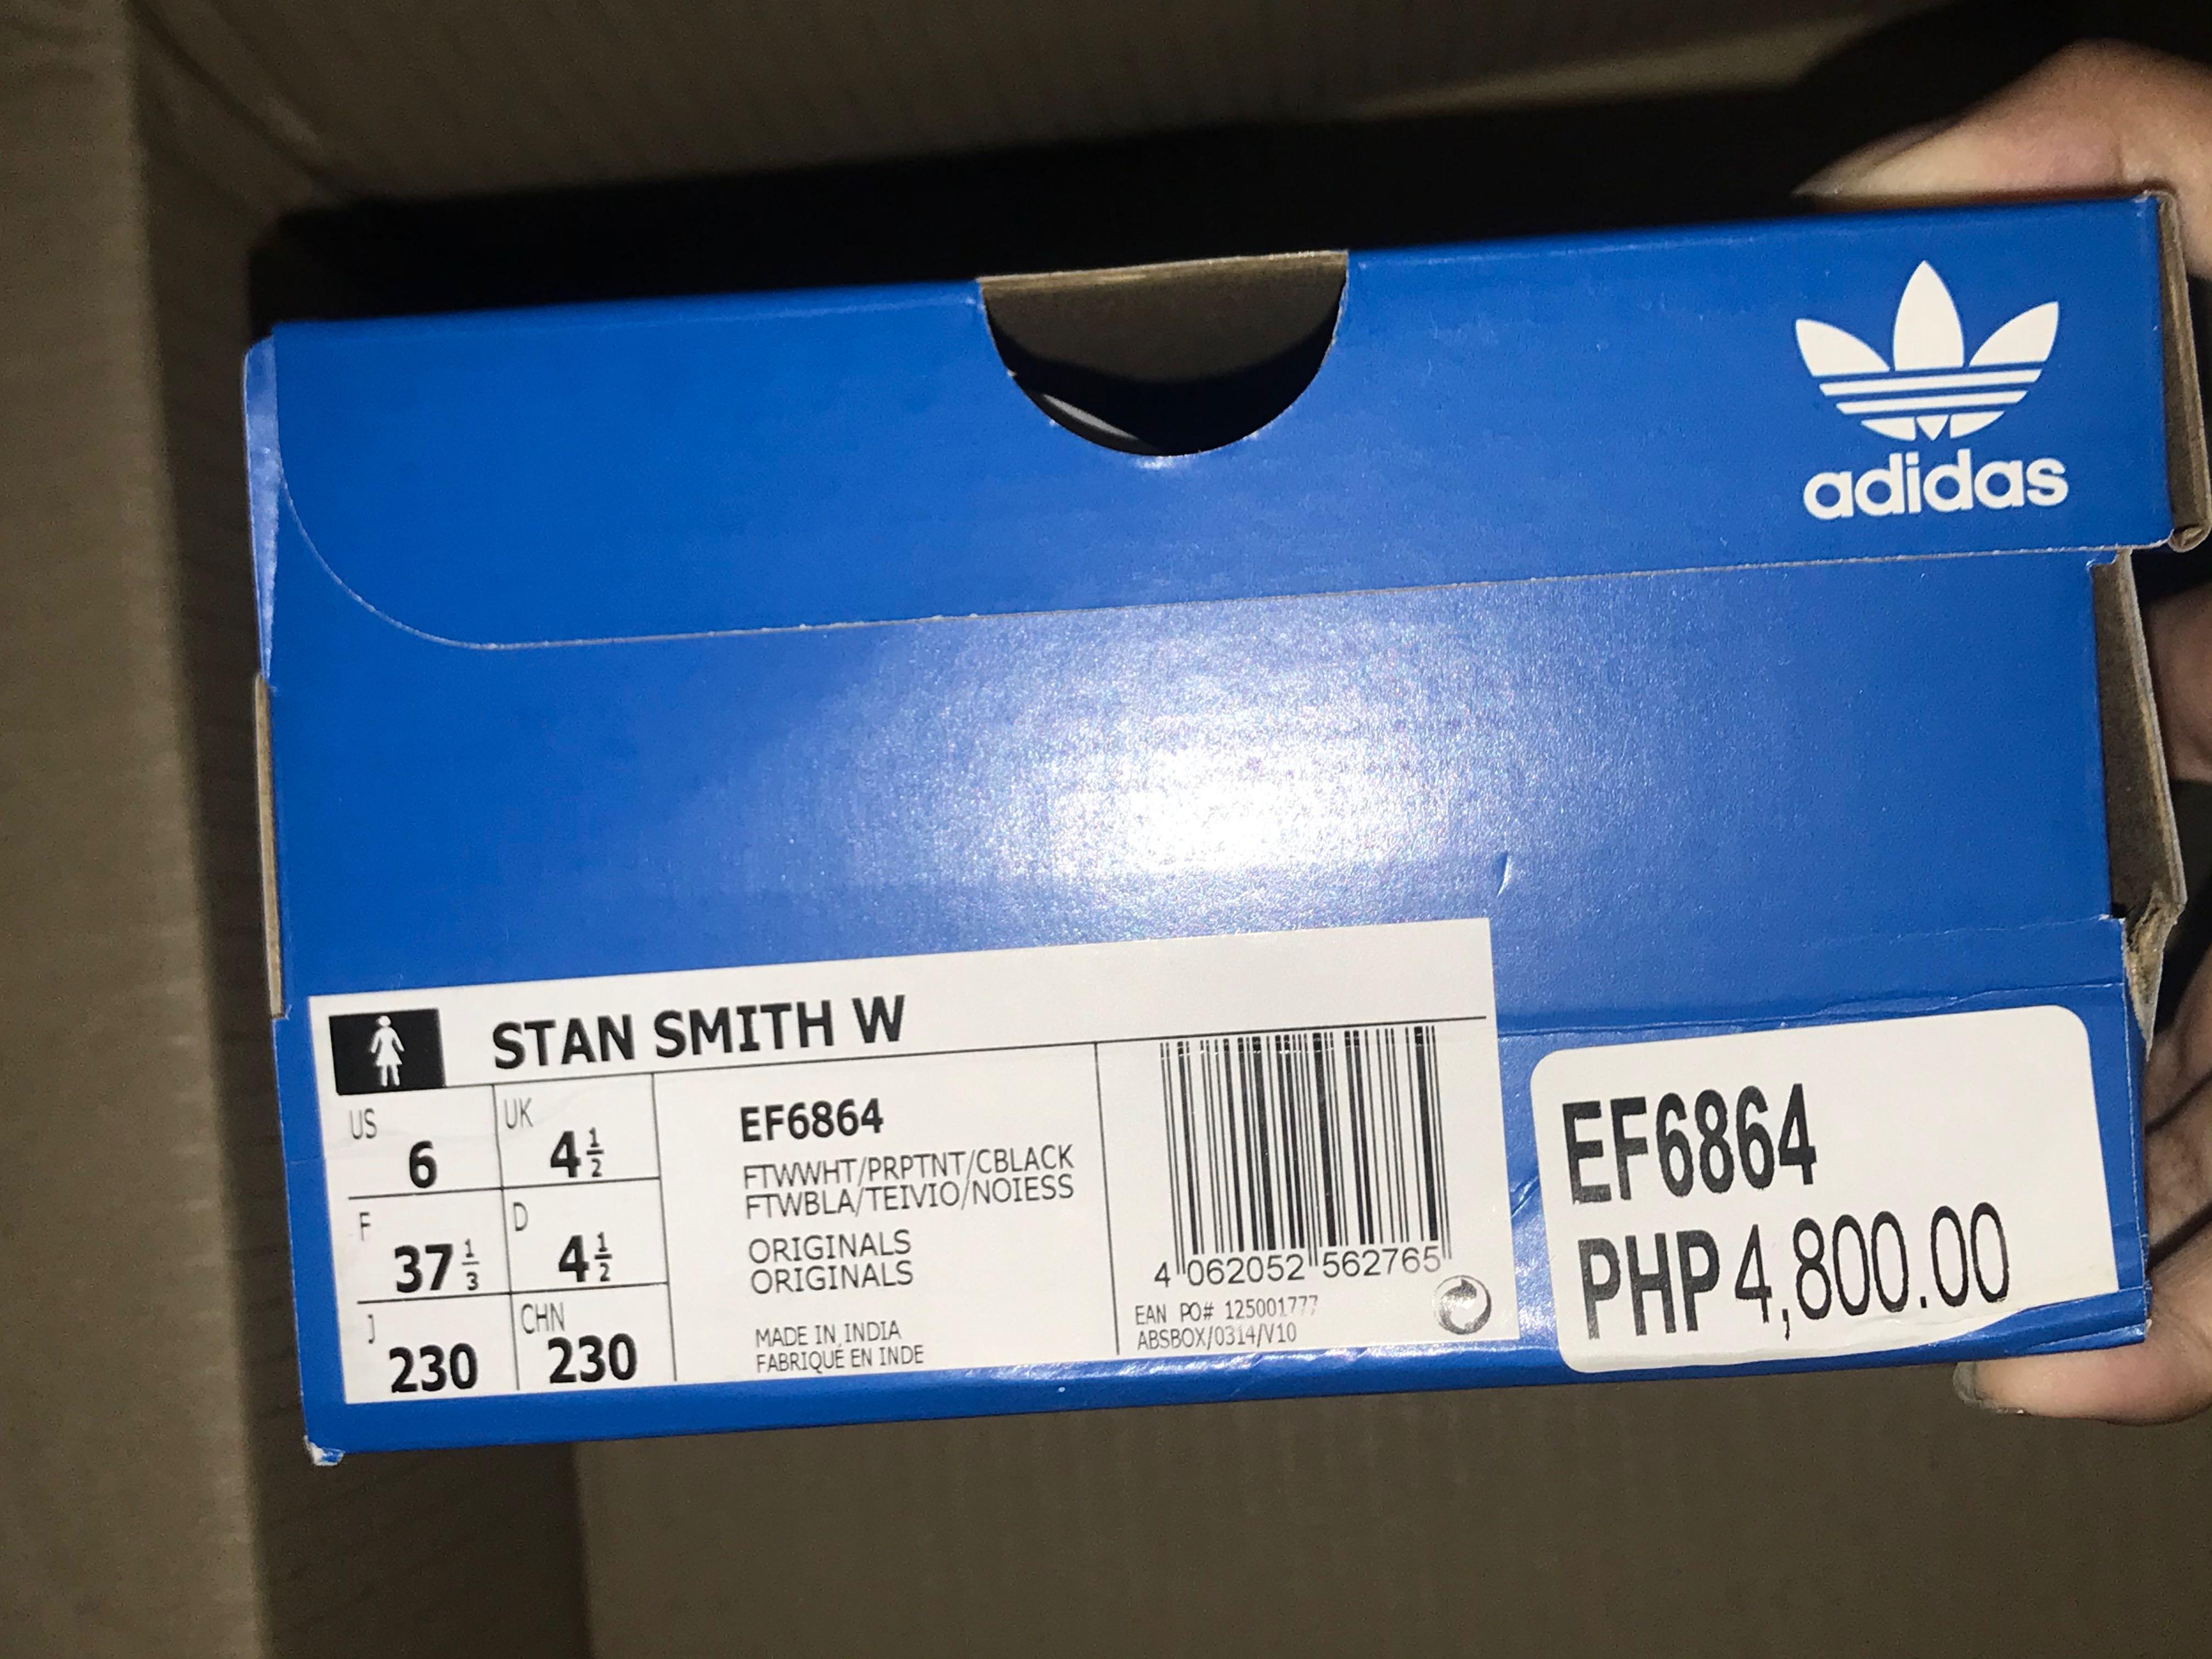 adidas
STAN SMITH W
US 6
UK 4½
F 37⅓
D 4½
J 230
CHN 230
EF6864
FTWWHT/PRPTNT/CBLACK
FTWBLA/TEIVIO/NOIESS
ORIGINALS
ORIGINALS
MADE IN INDIA
FABRIQUÉ EN INDE
4 062052 562765
EAN PO# 125001777
ABSBOX/0314/V10
EF6864
PHP4,800.00